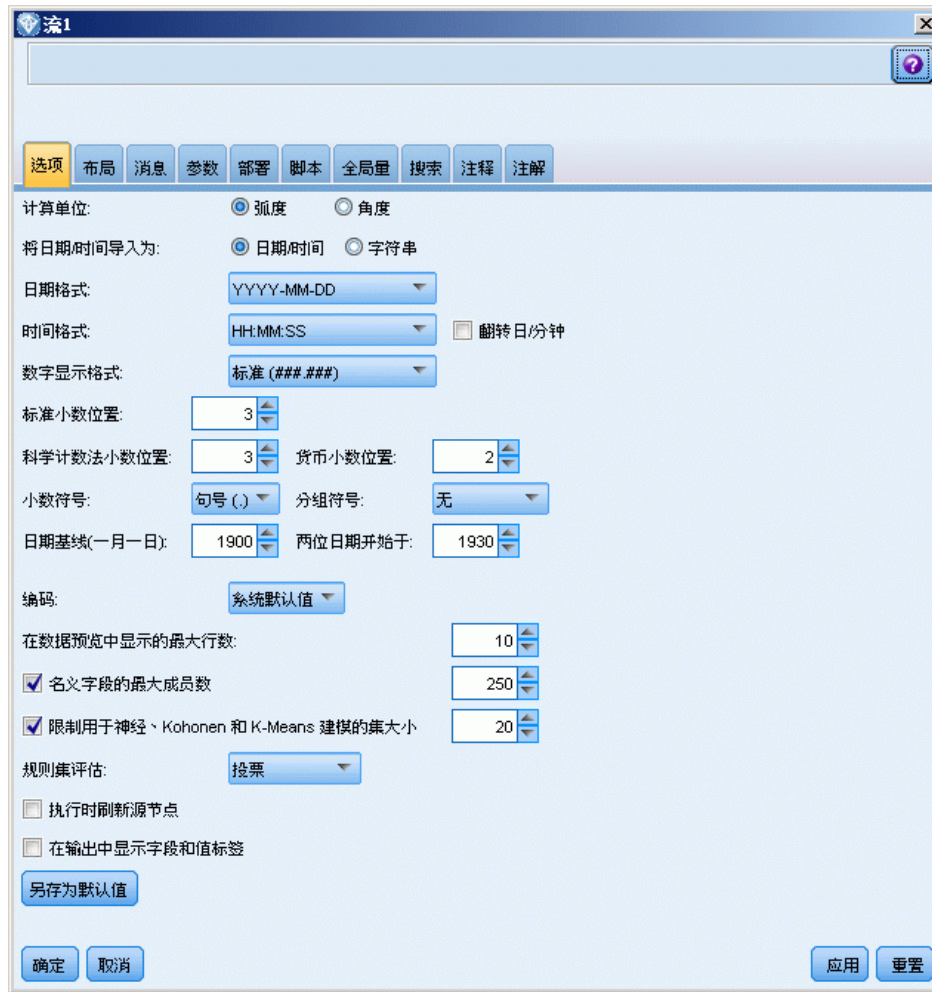 流1
选项 布局 消息 参数 部署 脚本 全局量 搜索 注释 注解
计算单位: 弧度 角度
将日期/时间导入为: 日期/时间 字符串
日期格式: YYYY-MM-DD
时间格式: HH:MM:SS 翻转日/分钟
数字显示格式: 标准 (###.###)
标准小数位置: 3
科学计数法小数位置: 3 货币小数位置: 2
小数符号: 句号 (.) 分组符号: 无
日期基线(一月一日): 1900 两位日期开始于: 1930
编码: 系统默认值
在数据预览中显示的最大行数: 10
名义字段的最大成员数 250
限制用于神经、Kohonen 和 K-Means 建模的集大小 20
规则集评估: 投票
执行时刷新源节点
在输出中显示字段和值标签
另存为默认值
确定 取消 应用 重置